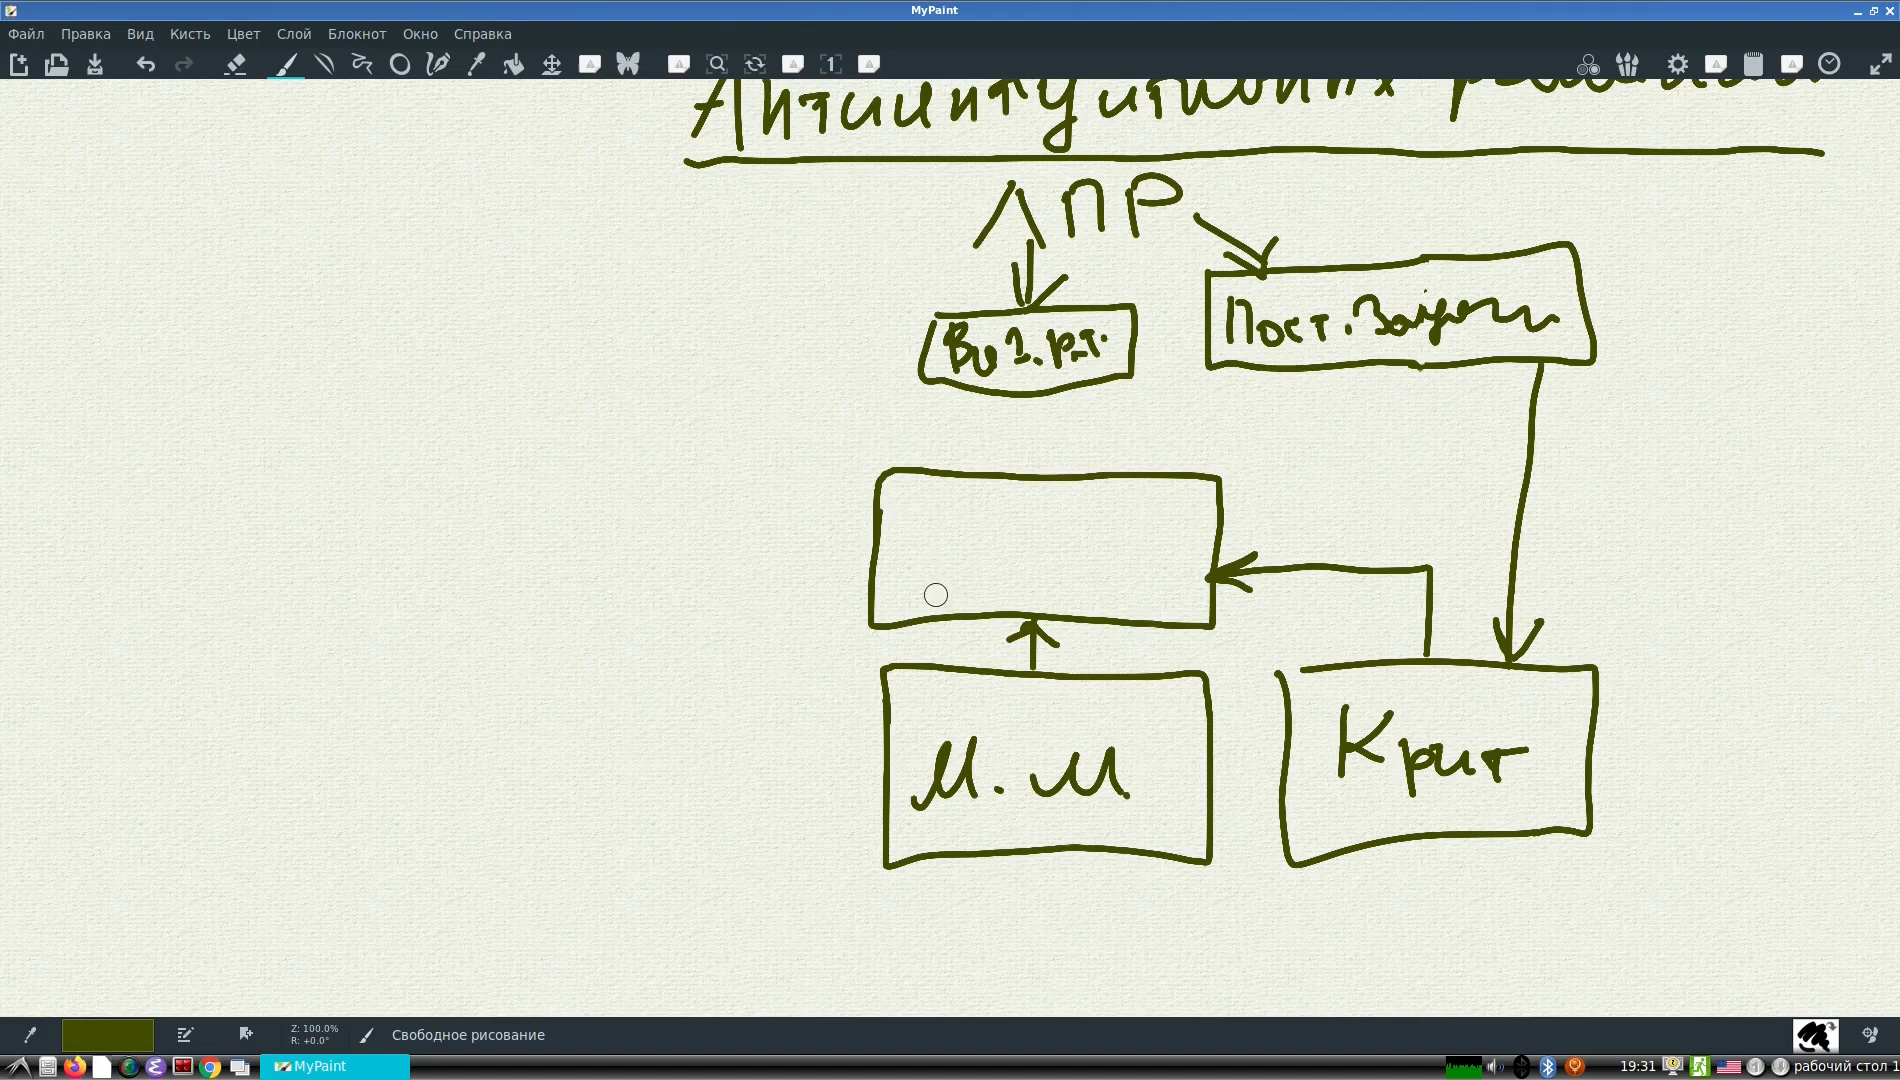 MyPaint
Файл Правка Вид Кисть Цвет Слой Блокнот Окно Справка
1
ЛПР
Пост.
М.М.
Крит
Z: 100.0%
R: +0.0°
Свободное рисование
MyPaint
19:31
рабочий стол 1